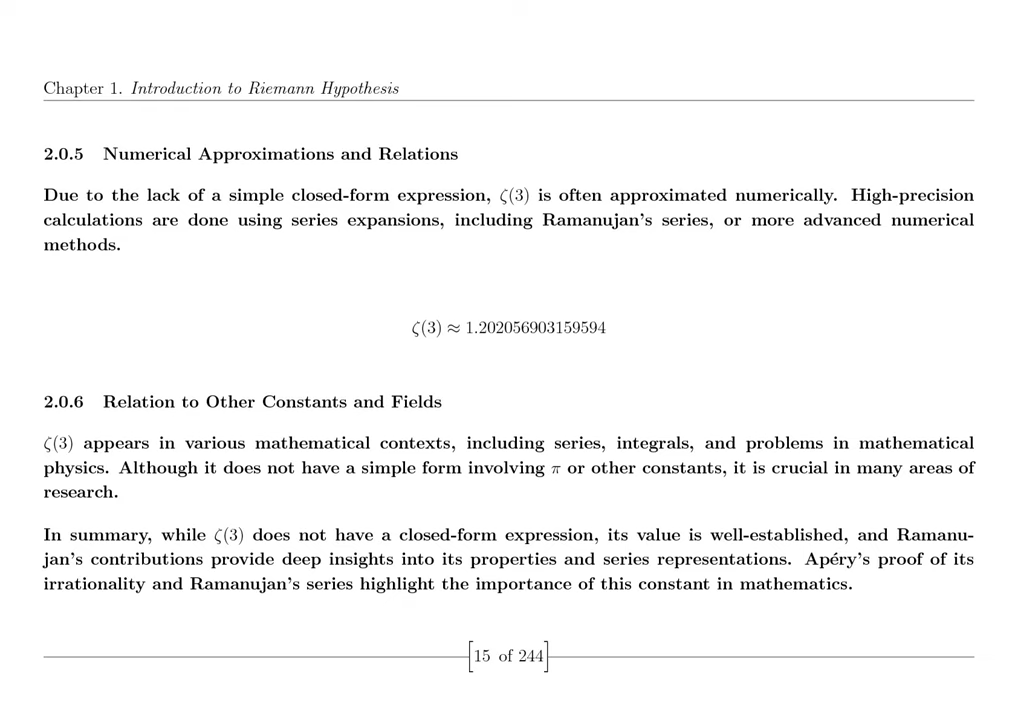 Chapter 1. Introduction to Riemann Hypothesis
2.0.5 Numerical Approximations and Relations
Due to the lack of a simple closed-form expression, ζ(3) is often approximated numerically. High-precision
calculations are done using series expansions, including Ramanujan's series, or more advanced numerical
methods.
ζ(3) ≈ 1.202056903159594
2.0.6 Relation to Other Constants and Fields
ζ(3) appears in various mathematical contexts, including series, integrals, and problems in mathematical
physics. Although it does not have a simple form involving π or other constants, it is crucial in many areas of
research.
In summary, while ζ(3) does not have a closed-form expression, its value is well-established, and Ramanu-
jan's contributions provide deep insights into its properties and series representations. Apéry's proof of its
irrationality and Ramanujan's series highlight the importance of this constant in mathematics.
[15 of 244]